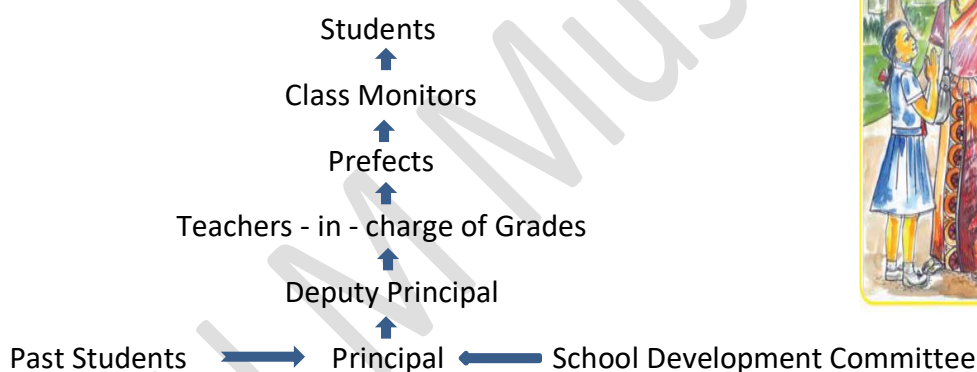 Students
Class Monitors
Prefects
Teachers - in - charge of Grades
Deputy Principal
Past Students Principal School Development Committee